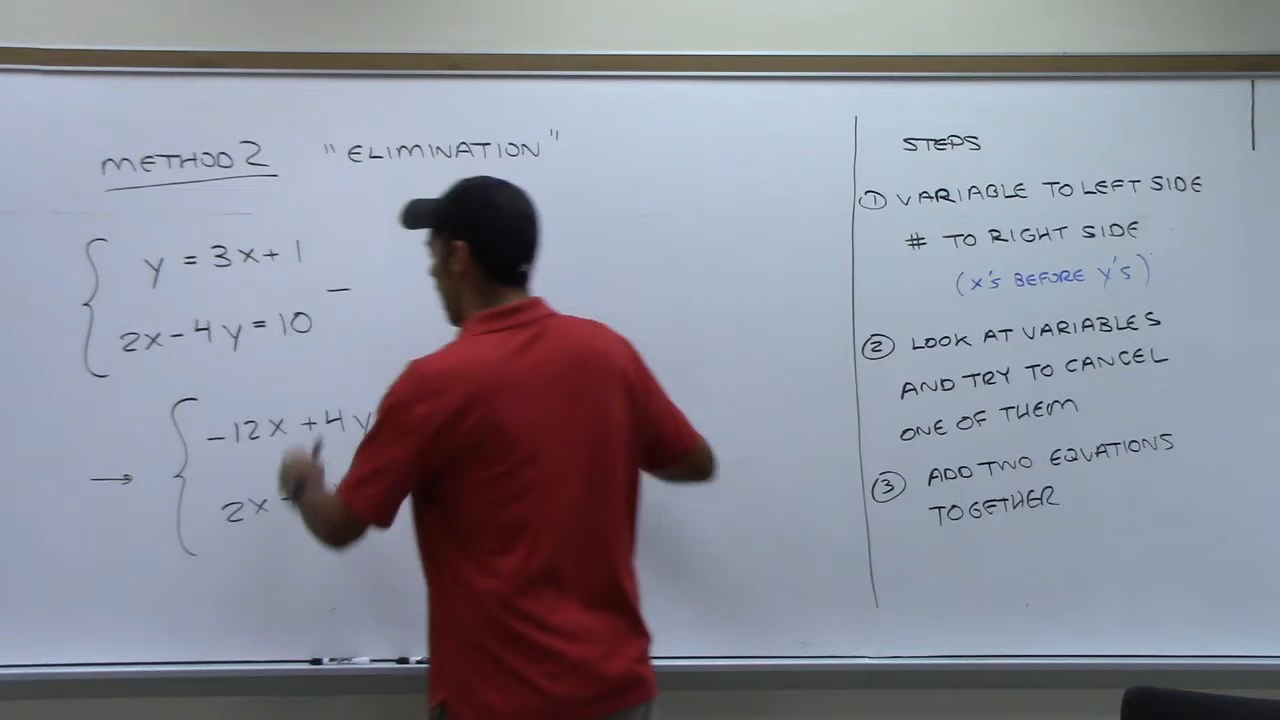 METHOD 2 "ELIMINATION"
y = 3x + 1
2x - 4y = 10
-
→ -12x + 4y
2x -
STEPS
① VARIABLE TO LEFT SIDE
# TO RIGHT SIDE
(X'S BEFORE Y'S)
② LOOK AT VARIABLES
AND TRY TO CANCEL
ONE OF THEM
③ ADD TWO EQUATIONS
TOGETHER